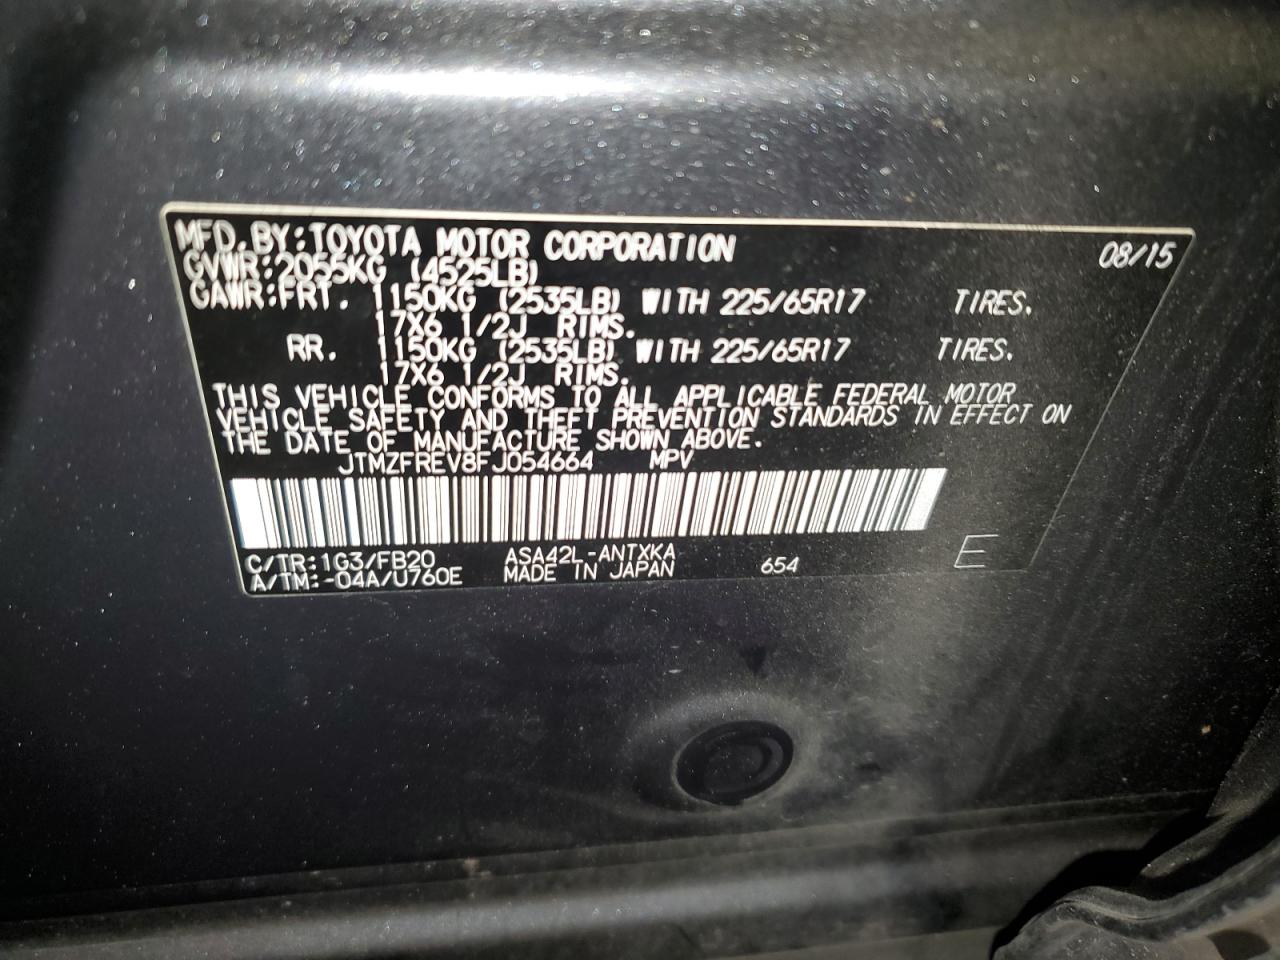 MFD.BY:TOYOTA MOTOR CORPORATION 08/15
GVWR:2055KG (4525LB)
GAWR:FRT. 1150KG (2535LB) WITH 225/65R17 TIRES.
17X6 1/2J RIMS.
RR. 1150KG (2535LB) WITH 225/65R17 TIRES.
17X6 1/2J RIMS.
THIS VEHICLE CONFORMS TO ALL APPLICABLE FEDERAL MOTOR
VEHICLE SAFETY AND THEFT PREVENTION STANDARDS IN EFFECT ON
THE DATE OF MANUFACTURE SHOWN ABOVE.
JTMZFREV8FJ054664 MPV
C/TR:1G3/FB20 ASA42L-ANTXKA 654 E
A/TM:-04A/U760E MADE IN JAPAN